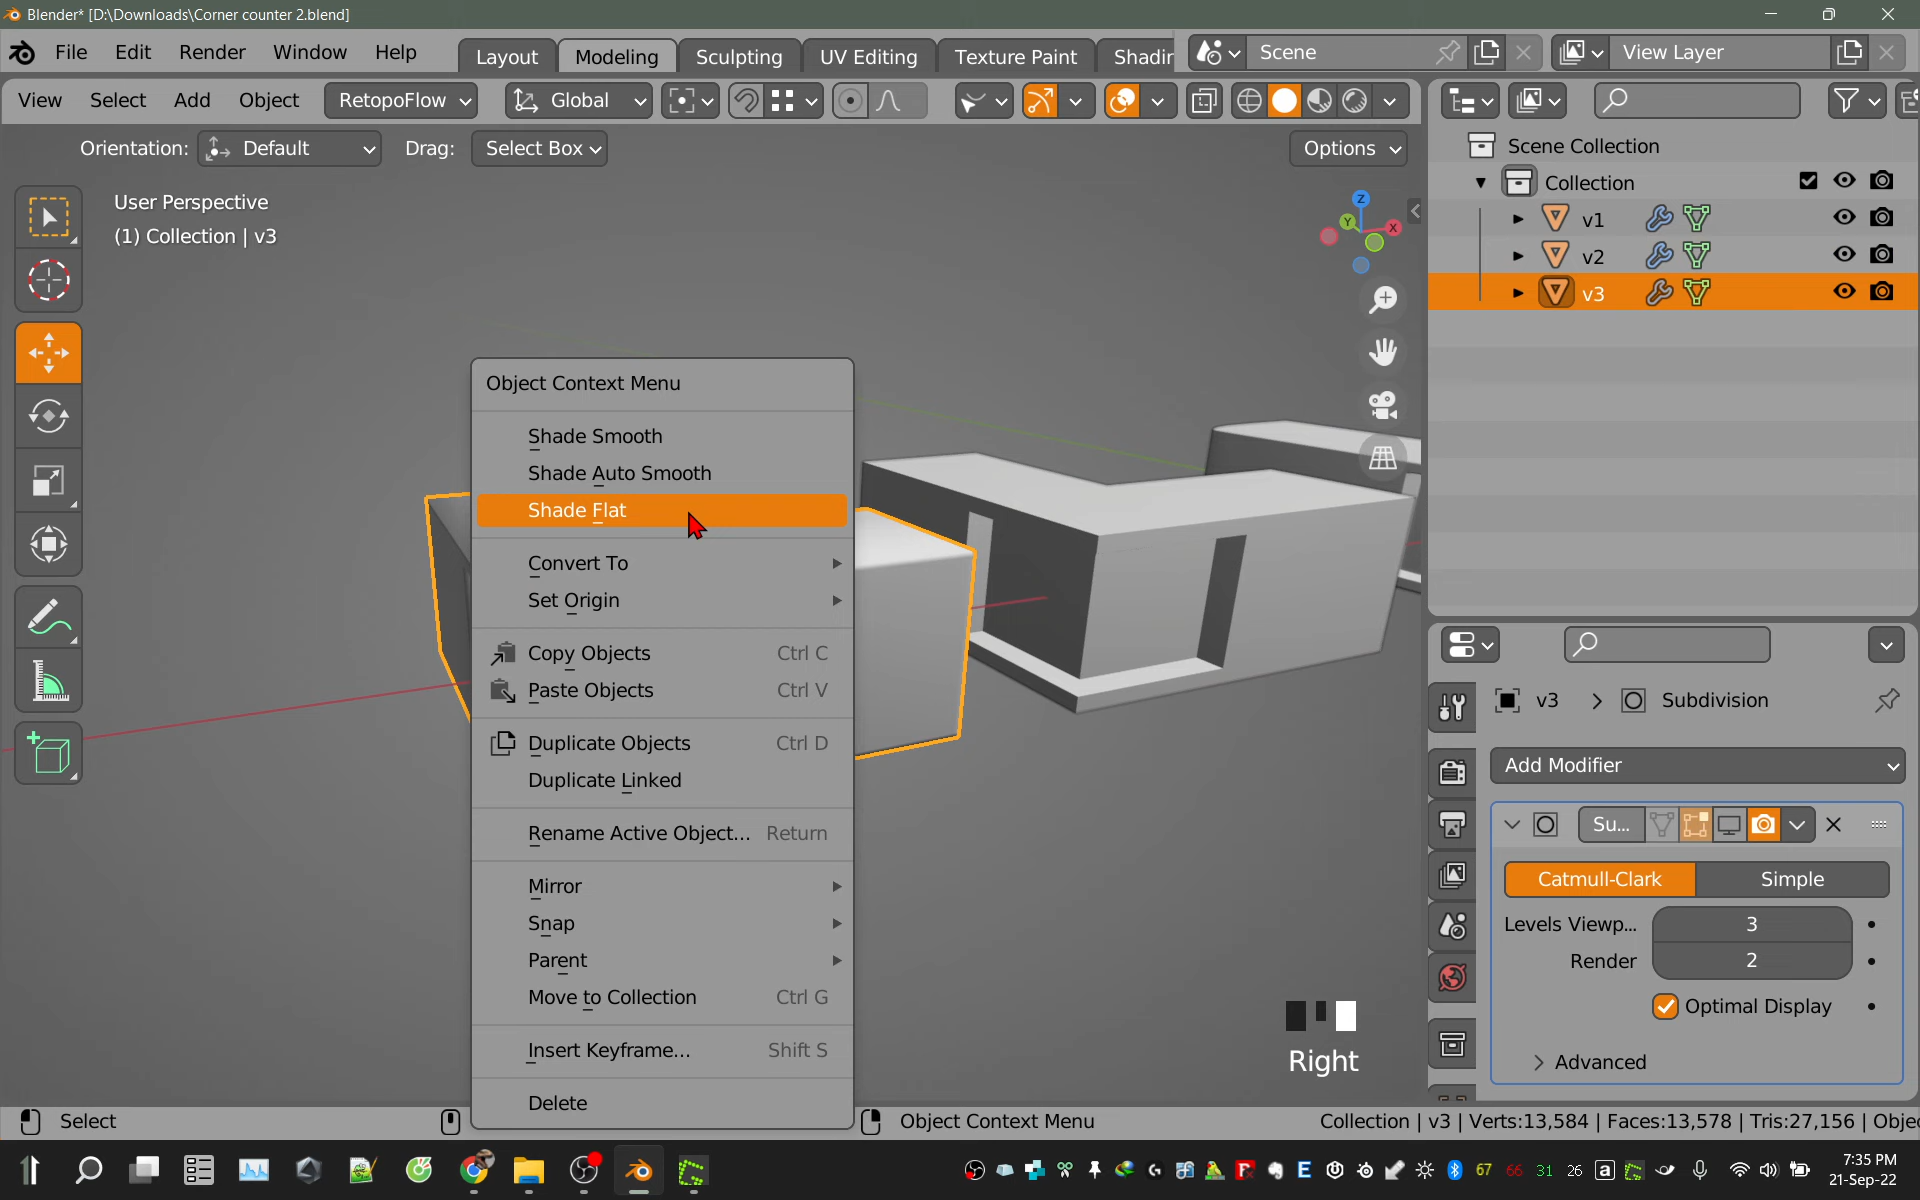 Blender* [D:\Downloads\Corner counter 2.blend]
File Edit Render Window Help Layout Modeling Sculpting UV Editing Texture Paint Shadin Scene View Layer
View Select Add Object RetopoFlow Global
Orientation: Default Drag: Select Box Options
User Perspective
(1) Collection | v3
Z
Y
X
Scene Collection
Collection
v1
v2
v3
Object Context Menu
Shade Smooth
Shade Auto Smooth
Shade Flat
Convert To
Set Origin
Copy Objects Ctrl C
Paste Objects Ctrl V
Duplicate Objects Ctrl D
Duplicate Linked
Rename Active Object... Return
Mirror
Snap
Parent
Move to Collection Ctrl G
Insert Keyframe... Shift S
Delete
v3 > Subdivision
Add Modifier
Su...
Catmull-Clark Simple
Levels Viewp... 3
Render 2
Optimal Display
Advanced
Right
Select Object Context Menu Collection | v3 | Verts:13,584 | Faces:13,578 | Tris:27,156 | Obje
67 66 31 26
7:35 PM
21-Sep-22